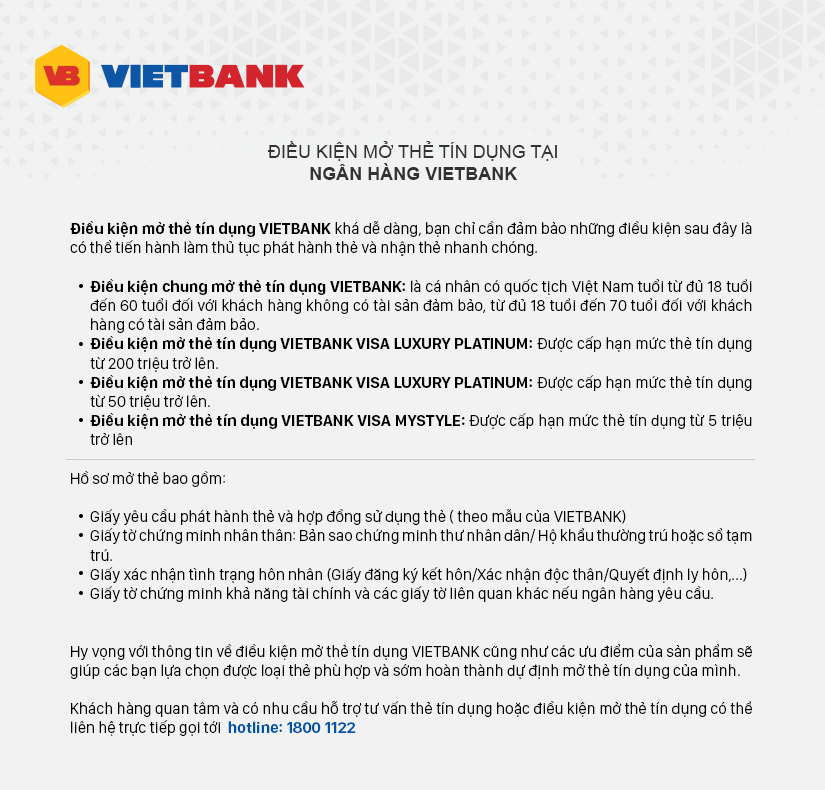 VB VIETBANK
ĐIỀU KIỆN MỞ THẺ TÍN DỤNG TẠI
NGÂN HÀNG VIETBANK
Điều kiện mở thẻ tín dụng VIETBANK khá dễ dàng, bạn chỉ cần đảm bảo những điều kiện sau đây là
có thể tiến hành làm thủ tục phát hành thẻ và nhận thẻ nhanh chóng.
• Điều kiện chung mở thẻ tín dụng VIETBANK: là cá nhân có quốc tịch Việt Nam tuổi từ đủ 18 tuổi
đến 60 tuổi đối với khách hàng không có tài sản đảm bảo, từ đủ 18 tuổi đến 70 tuổi đối với khách
hàng có tài sản đảm bảo.
• Điều kiện mở thẻ tín dụng VIETBANK VISA LUXURY PLATINUM: Được cấp hạn mức thẻ tín dụng
từ 200 triệu trở lên.
• Điều kiện mở thẻ tín dụng VIETBANK VISA LUXURY PLATINUM: Được cấp hạn mức thẻ tín dụng
từ 50 triệu trở lên.
• Điều kiện mở thẻ tín dụng VIETBANK VISA MYSTYLE: Được cấp hạn mức thẻ tín dụng từ 5 triệu
trở lên
Hồ sơ mở thẻ bao gồm:
• Giấy yêu cầu phát hành thẻ và hợp đồng sử dụng thẻ ( theo mẫu của VIETBANK)
• Giấy tờ chứng minh nhân thân: Bản sao chứng minh thư nhân dân/ Hộ khẩu thường trú hoặc sổ tạm
trú.
• Giấy xác nhận tình trạng hôn nhân (Giấy đăng ký kết hôn/Xác nhận độc thân/Quyết định ly hôn,...)
• Giấy tờ chứng minh khả năng tài chính và các giấy tờ liên quan khác nếu ngân hàng yêu cầu.
Hy vọng với thông tin về điều kiện mở thẻ tín dụng VIETBANK cũng như các ưu điểm của sản phẩm sẽ
giúp các bạn lựa chọn được loại thẻ phù hợp và sớm hoàn thành dự định mở thẻ tín dụng của mình.
Khách hàng quan tâm và có nhu cầu hỗ trợ tư vấn thẻ tín dụng hoặc điều kiện mở thẻ tín dụng có thể
liên hệ trực tiếp gọi tới hotline: 1800 1122